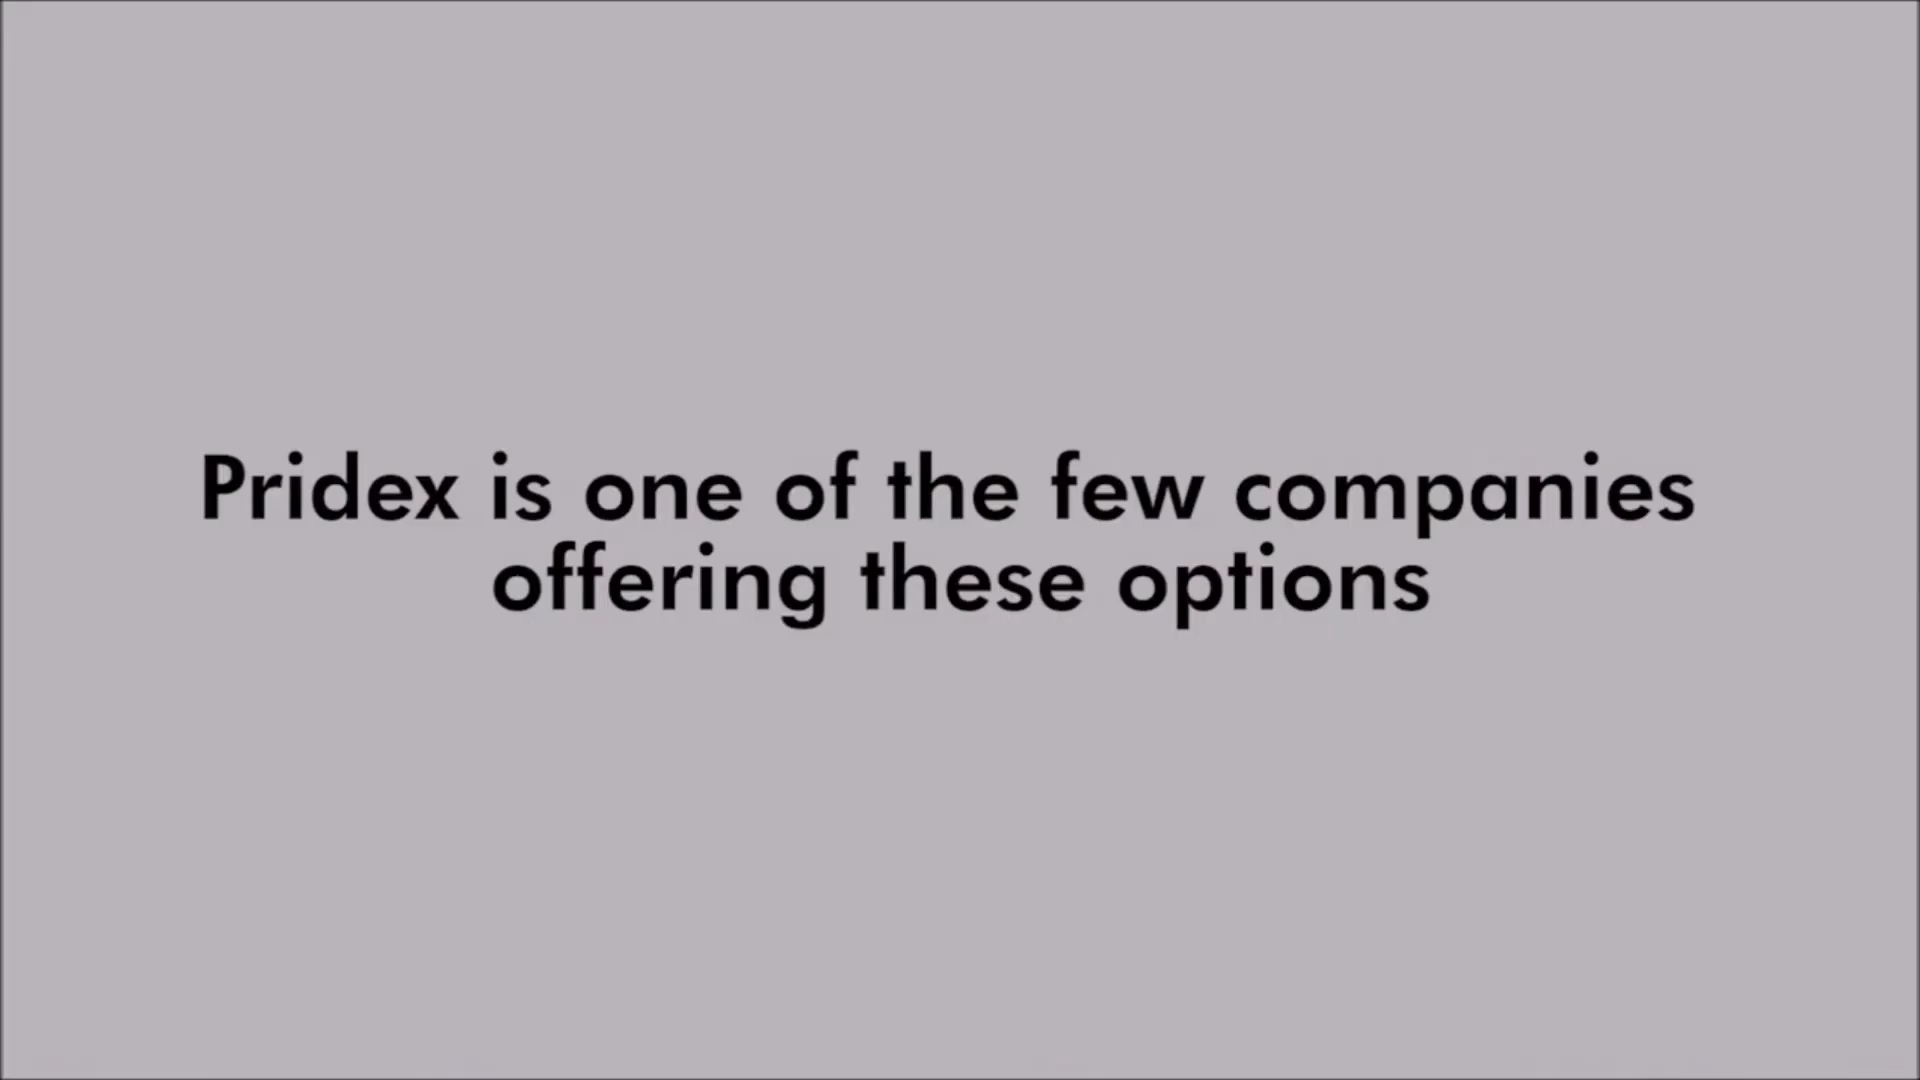 Pridex is one of the few companies
offering these options